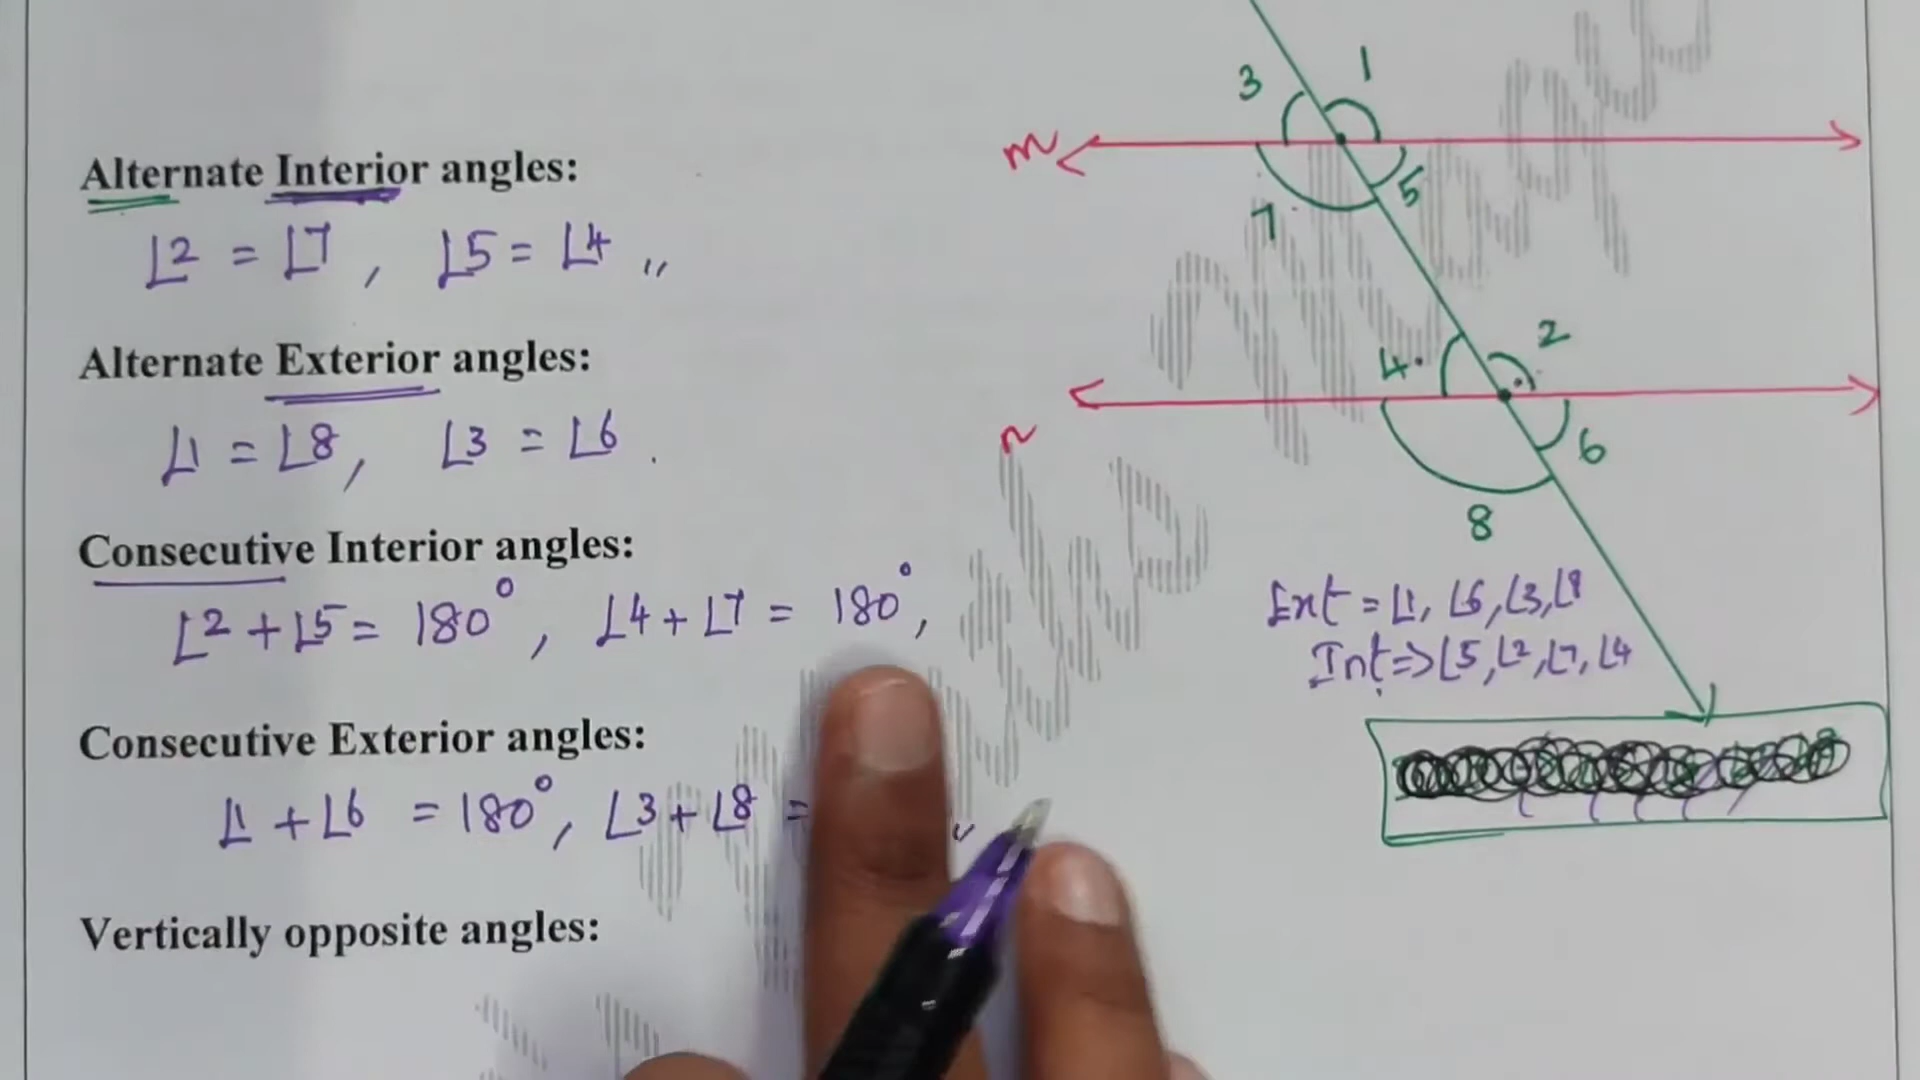 Alternate Interior angles:
∠2 = ∠7, ∠5 = ∠4 ,,
Alternate Exterior angles:
∠1 = ∠8, ∠3 = ∠6.
Consecutive Interior angles:
∠2 + ∠5 = 180°, ∠4 + ∠7 = 180°,
Consecutive Exterior angles:
∠1 + ∠6 = 180°, ∠3 + ∠8 =
Vertically opposite angles:
3 1
m
5
7
4 2
n
6
8
Ext = ∠1, ∠6, ∠3, ∠8
Int => ∠5, ∠2, ∠7, ∠4